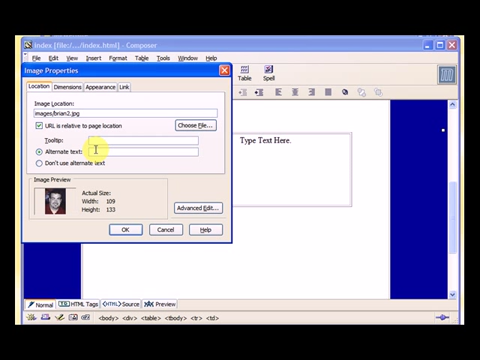 Index [file:/.../index.html] - Composer
File Edit View Insert Format Table Tools Window Help
Image Properties
Location Dimensions Appearance Link
Table Spell
Image Location:
images/brian2.jpg
URL is relative to page location
Choose File...
Tooltip:
Type Text Here.
Alternate text:
Don't use alternate text
Image Preview
Actual Size:
Width: 109
Height: 133
Advanced Edit...
OK Cancel Help
Normal HTML Tags <HTML> Source Preview
<body> <div> <table> <tbody> <tr> <td>